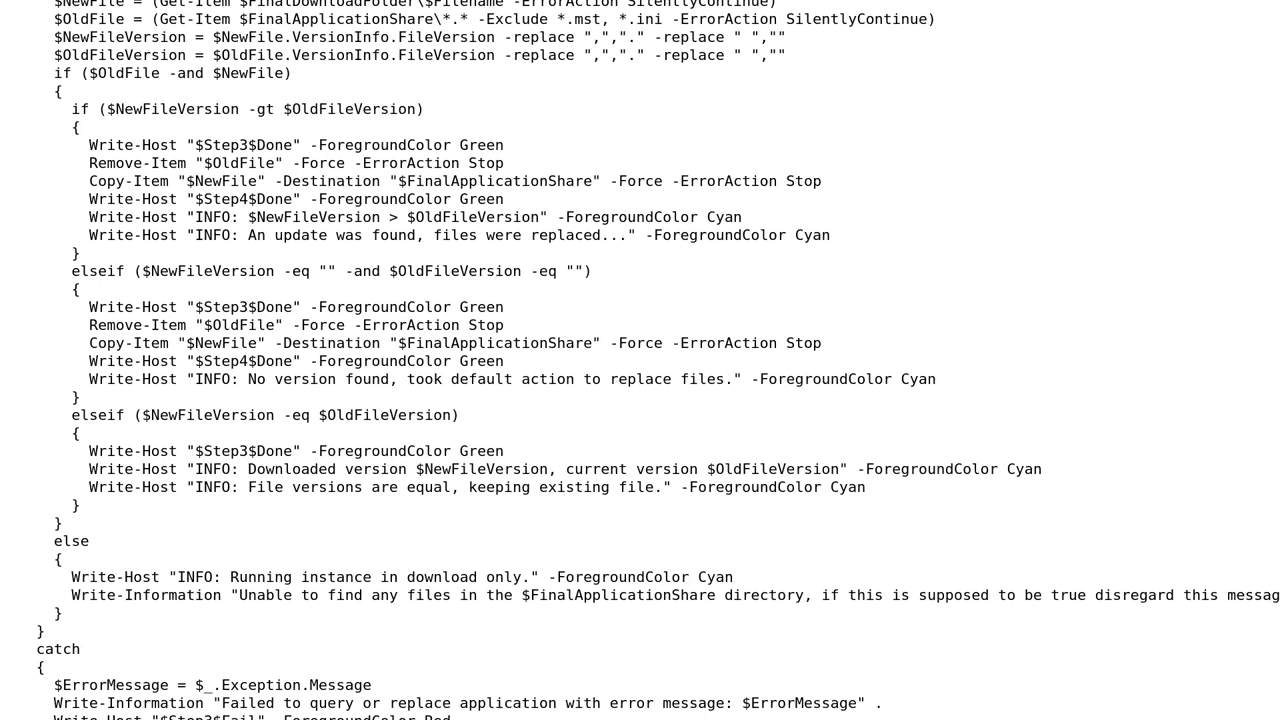 $NewFile = (Get-Item $FinalDownloadFolder\$Filename -ErrorAction SilentlyContinue)
$OldFile = (Get-Item $FinalApplicationShare\*.* -Exclude *.mst, *.ini -ErrorAction SilentlyContinue)
$NewFileVersion = $NewFile.VersionInfo.FileVersion -replace ",","." -replace " ",""
$OldFileVersion = $OldFile.VersionInfo.FileVersion -replace ",","." -replace " ",""
if ($OldFile -and $NewFile)
{
if ($NewFileVersion -gt $OldFileVersion)
{
Write-Host "$Step3$Done" -ForegroundColor Green
Remove-Item "$OldFile" -Force -ErrorAction Stop
Copy-Item "$NewFile" -Destination "$FinalApplicationShare" -Force -ErrorAction Stop
Write-Host "$Step4$Done" -ForegroundColor Green
Write-Host "INFO: $NewFileVersion > $OldFileVersion" -ForegroundColor Cyan
Write-Host "INFO: An update was found, files were replaced..." -ForegroundColor Cyan
}
elseif ($NewFileVersion -eq "" -and $OldFileVersion -eq "")
{
Write-Host "$Step3$Done" -ForegroundColor Green
Remove-Item "$OldFile" -Force -ErrorAction Stop
Copy-Item "$NewFile" -Destination "$FinalApplicationShare" -Force -ErrorAction Stop
Write-Host "$Step4$Done" -ForegroundColor Green
Write-Host "INFO: No version found, took default action to replace files." -ForegroundColor Cyan
}
elseif ($NewFileVersion -eq $OldFileVersion)
{
Write-Host "$Step3$Done" -ForegroundColor Green
Write-Host "INFO: Downloaded version $NewFileVersion, current version $OldFileVersion" -ForegroundColor Cyan
Write-Host "INFO: File versions are equal, keeping existing file." -ForegroundColor Cyan
}
}
else
{
Write-Host "INFO: Running instance in download only." -ForegroundColor Cyan
Write-Information "Unable to find any files in the $FinalApplicationShare directory, if this is supposed to be true disregard this messag
}
}
catch
{
$ErrorMessage = $_.Exception.Message
Write-Information "Failed to query or replace application with error message: $ErrorMessage" .
Write-Host "$Step3$Fail" -ForegroundColor Red